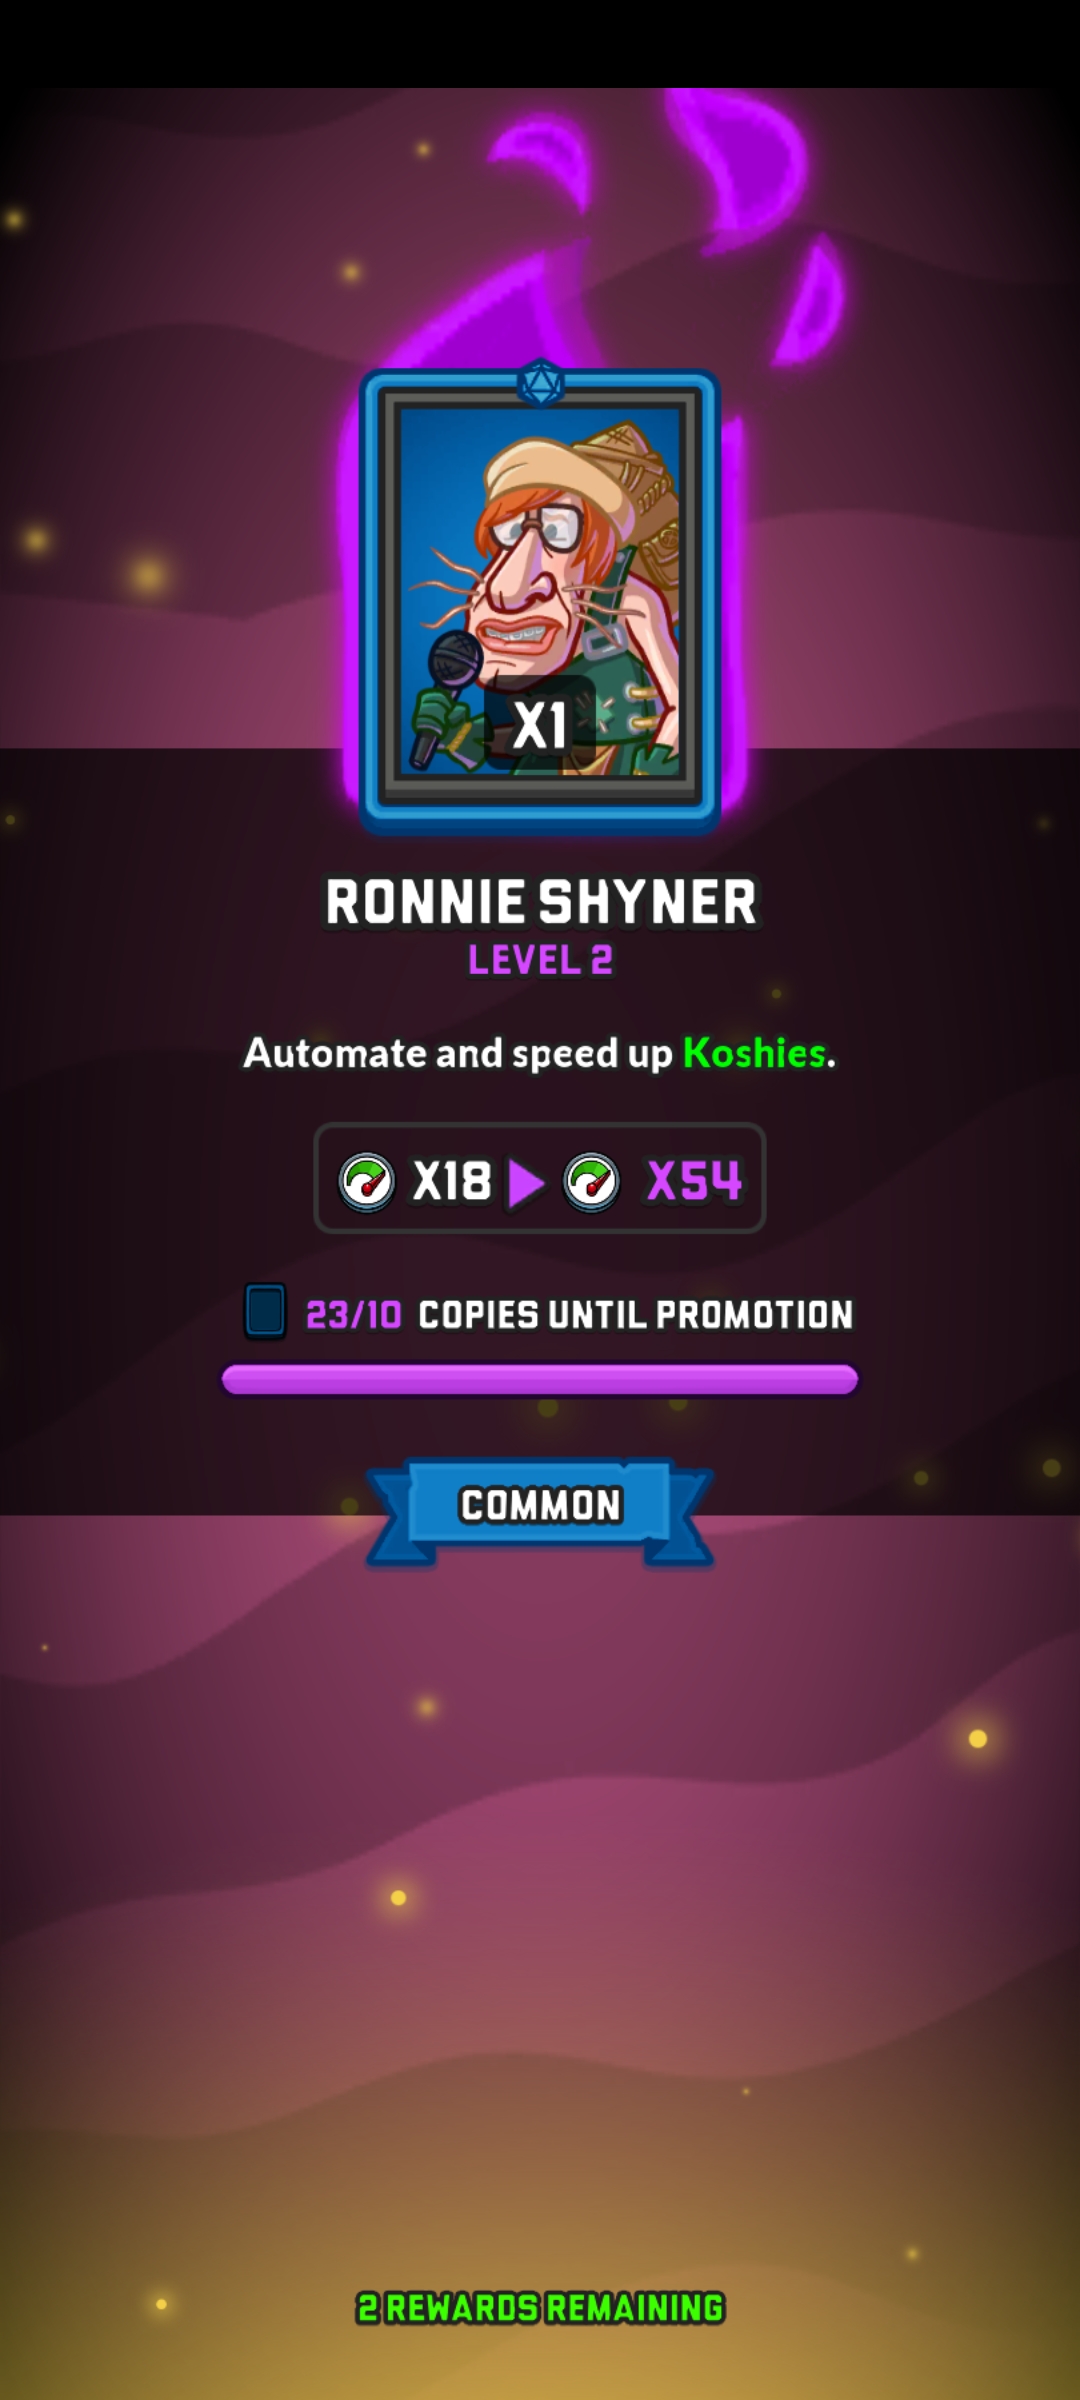 X1
RONNIE SHYNER
LEVEL 2
Automate and speed up Koshies.
X18 X54
23/10 COPIES UNTIL PROMOTION
COMMON
2 REWARDS REMAINING